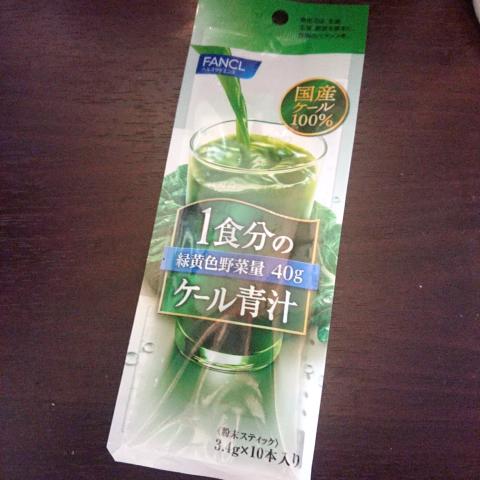 FANCL
国産
ケール
100%
1食分の
緑黄色野菜量 40g
ケール青汁
〈粉末スティック〉
3.4g×10本入り